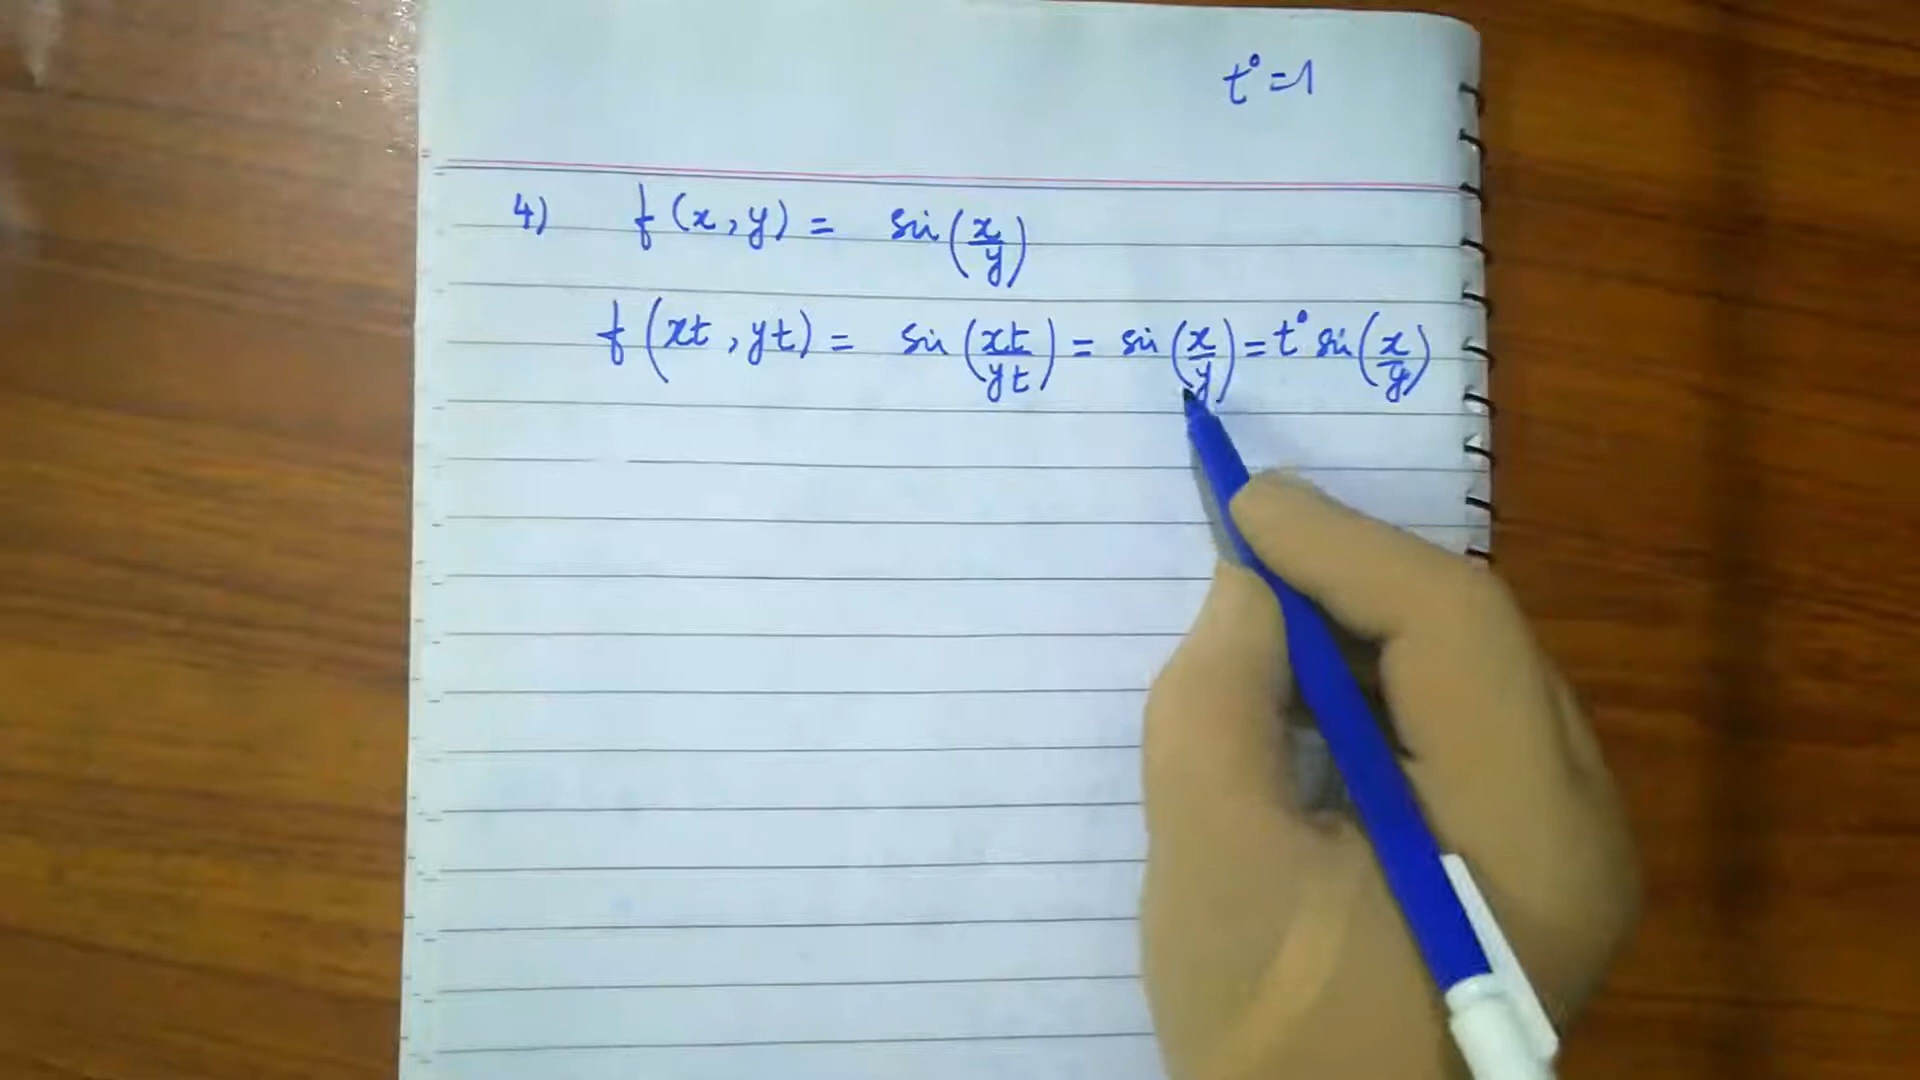 t° = 1
4) f(x, y) = sin(x/y)
f(xt, yt) = sin(xt/yt) = sin(x/y) = t° sin(x/y)